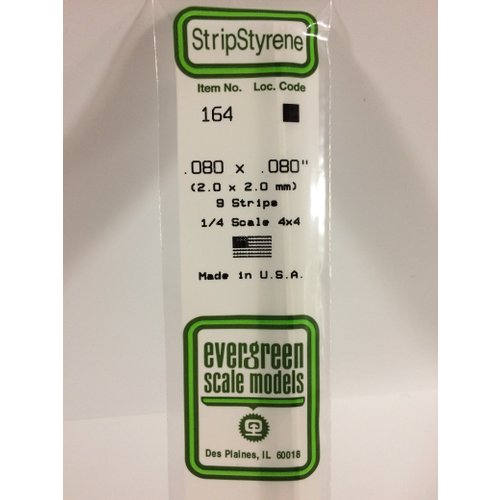 StripStyrene
Item No. Loc. Code
164
.080 x .080"
(2.0 x 2.0 mm)
9 Strips
1/4 Scale 4x4
Made in U.S.A.
evergreen
scale models
Des Plaines, IL 60018